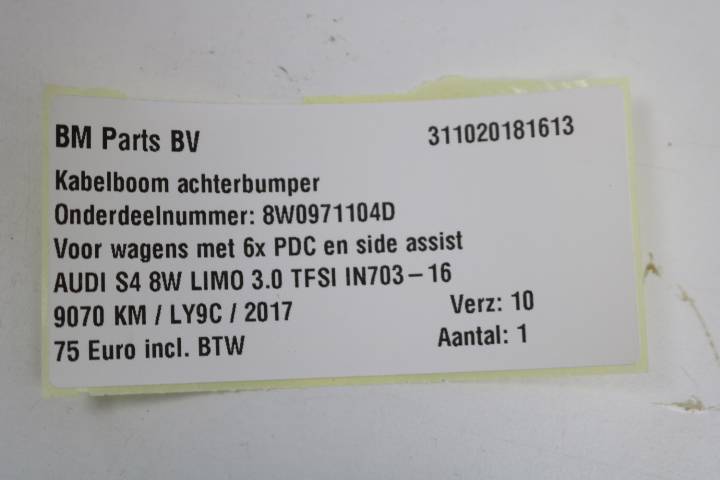 BM Parts BV 311020181613
Kabelboom achterbumper
Onderdeelnummer: 8W0971104D
Voor wagens met 6x PDC en side assist
AUDI S4 8W LIMO 3.0 TFSI IN703-16
9070 KM / LY9C / 2017 Verz: 10
75 Euro incl. BTW Aantal: 1